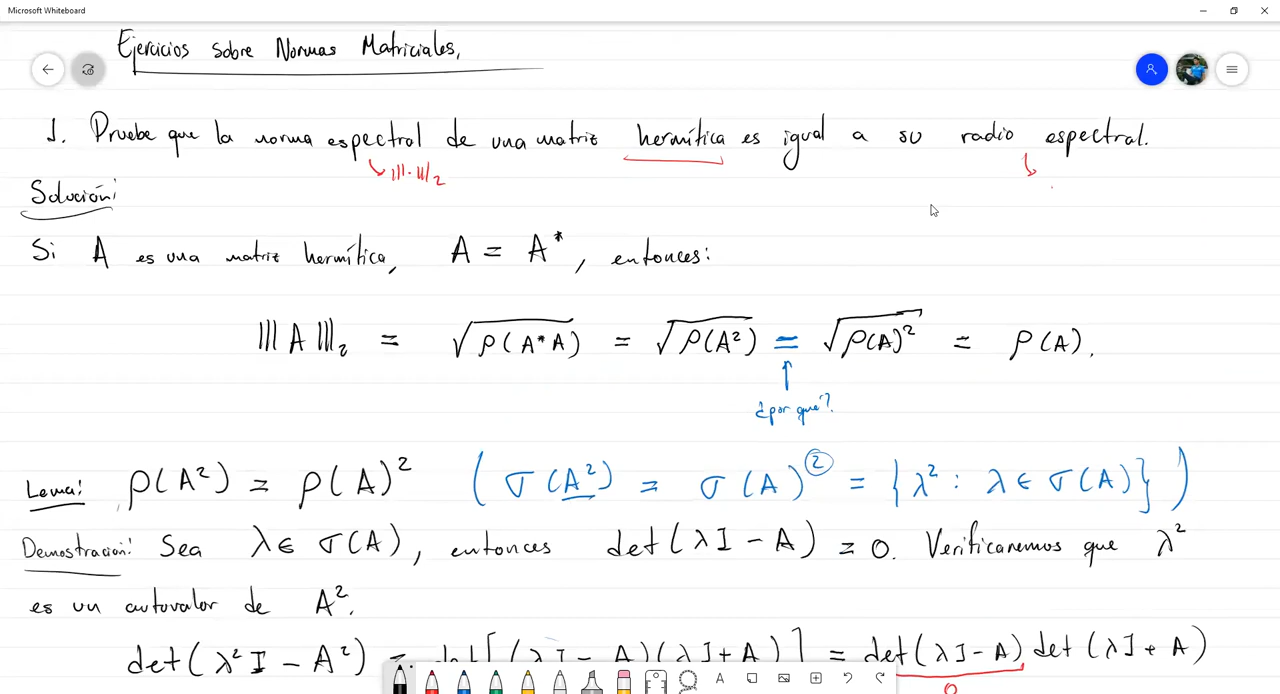 Microsoft Whiteboard
Ejercicios sobre Normas Matriciales.
1. Pruebe que la norma espectral de una matriz hermítica es igual a su radio espectral.
|||·|||₂
Solución:
Si A es una matriz hermítica, A = A*, entonces:
|||A|||₂ = √ρ(A*A) = √ρ(A²) = √ρ(A)² = ρ(A).
¿por qué?
Lema: ρ(A²) = ρ(A)² (σ(A²) = σ(A)² = {λ² : λ ∈ σ(A)})
Demostración: Sea λ ∈ σ(A), entonces det(λI - A) = 0. Verificaremos que λ²
es un autovalor de A².
det(λ²I - A²) = det[(λI - A)(λI + A)] = det(λI - A) det(λI + A)
0